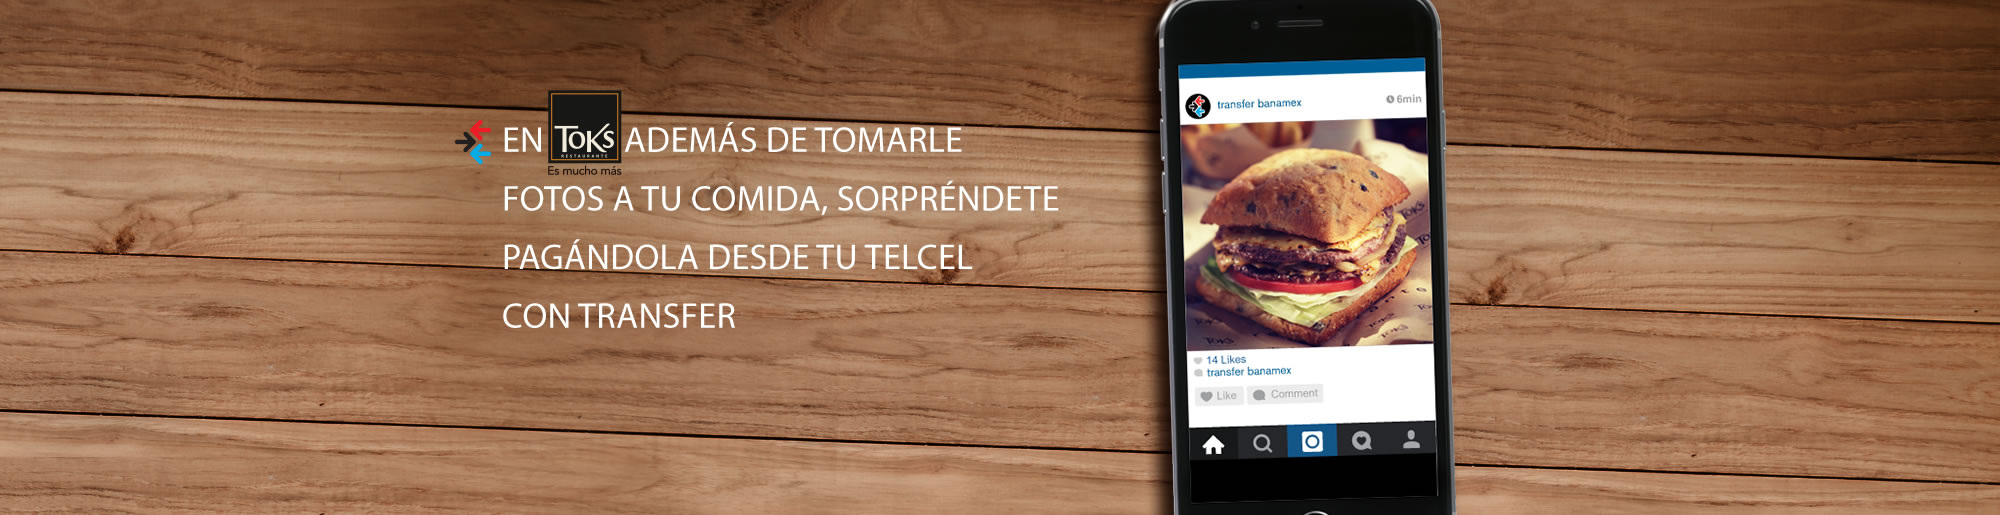 EN TOKS ADEMÁS DE TOMARLE
RESTAURANTE
Es mucho más
FOTOS A TU COMIDA, SORPRÉNDETE
PAGÁNDOLA DESDE TU TELCEL
CON TRANSFER
transfer banamex
6min
TOKS
14 Likes
transfer banamex
Like
Comment